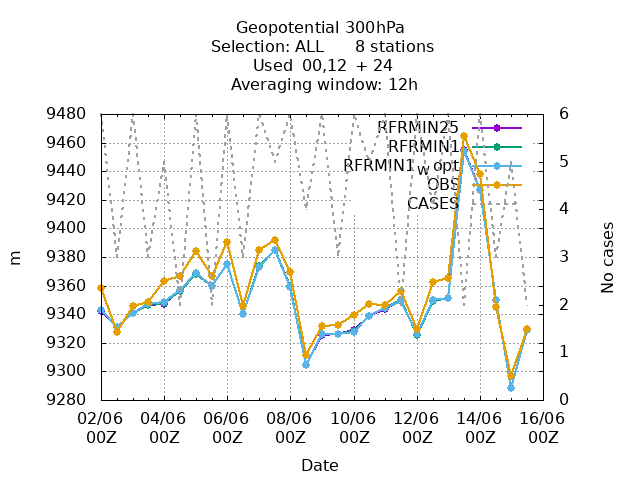 Geopotential 300hPa
Selection: ALL 8 stations
Used 00,12 + 24
Averaging window: 12h
9480
9460
9440
9420
9400
9380
9360
9340
9320
9300
9280
m
RFRMIN25
RFRMIN1
RFRMIN1w opt
OBS
CASES
6
5
4
3
2
1
0
No cases
02/06 04/06 06/06 08/06 10/06 12/06 14/06 16/06
00Z 00Z 00Z 00Z 00Z 00Z 00Z 00Z
Date